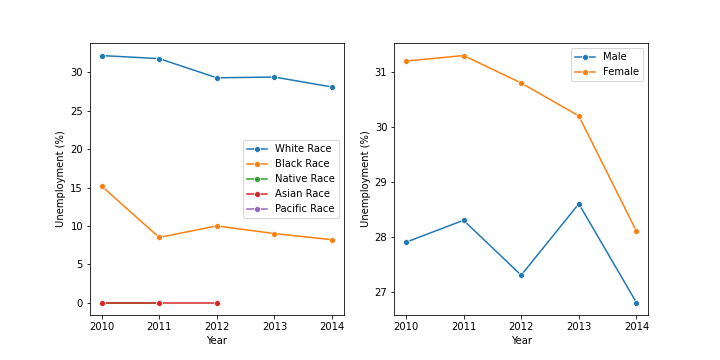 Unemployment (%)
30
25
20
15
10
5
0
2010 2011 2012 2013 2014
Year
White Race
Black Race
Native Race
Asian Race
Pacific Race
Unemployment (%)
31
30
29
28
27
2010 2011 2012 2013 2014
Year
Male
Female